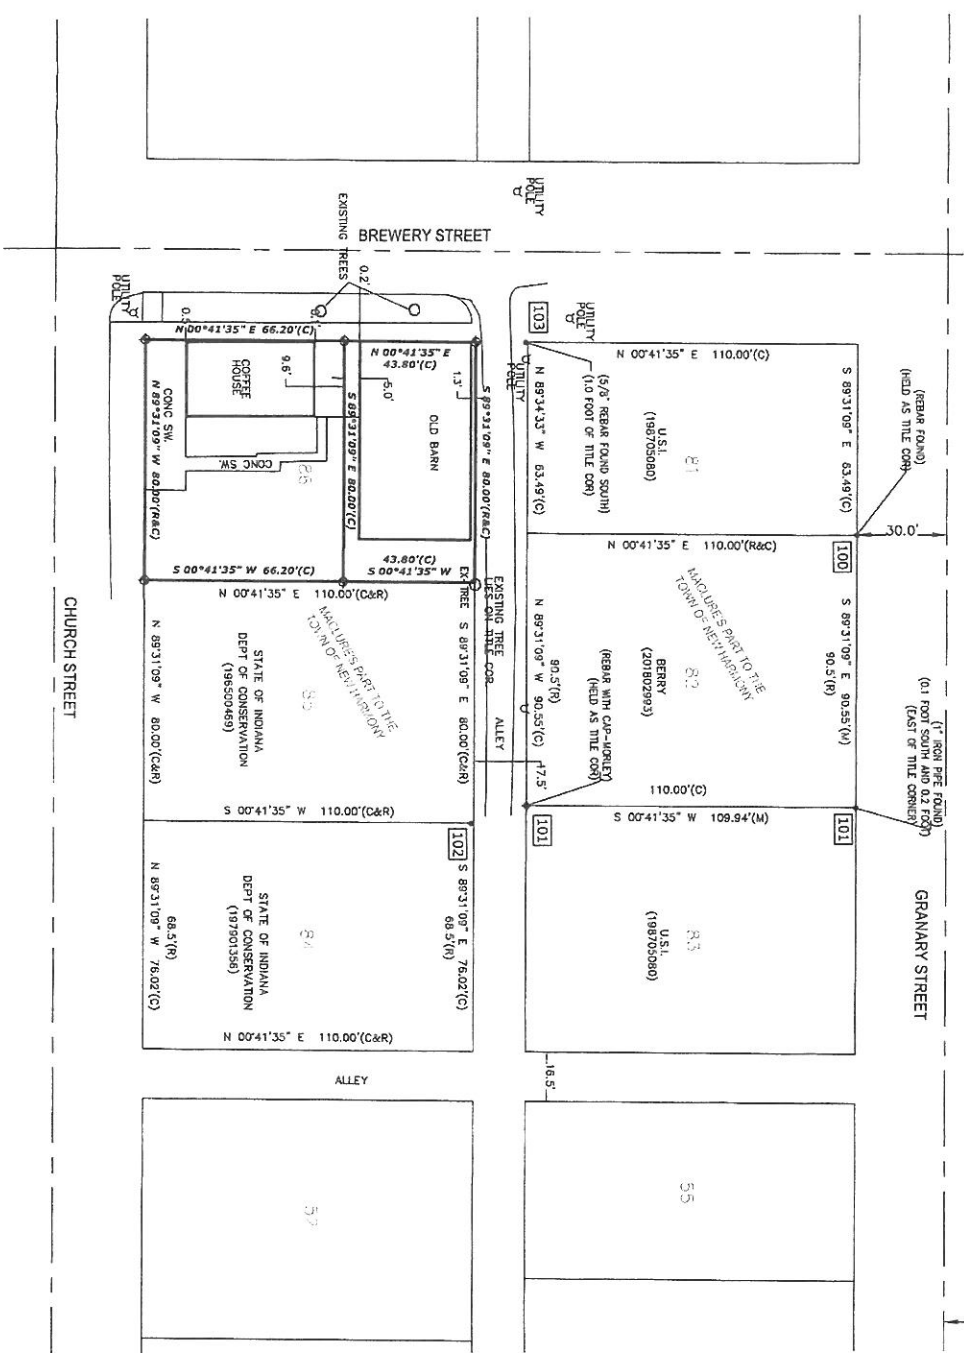 UTILITY
POLE
BREWERY STREET
EXISTING TREES
0.2'
UTILITY
POLE
103
UTILITY
POLE
UTILITY
POLE
N 00°41'35" E 66.20'(C)
N 00°41'35" E
43.80'(C)
0.5'
COFFEE
HOUSE
9.6'
5.0'
1.3'
OLD BARN
CONC SW.
N 89°31'09" W 80.00'(R&C)
CONC SW.
86
S 89°31'09" E 80.00'(C)
S 89°31'09" E 80.00'(R&C)
43.80'(C)
S 00°41'35" W
S 00°41'35" W 66.20'(C)
N 00°41'35" E 110.00'(C)
(5/8" REBAR FOUND SOUTH)
(1.0 FOOT OF TITLE COR)
N 89°34'33" W 63.49'(C)
U.S.I.
(198705080)
81
S 89°31'09" E 63.49'(C)
(REBAR FOUND)
(HELD AS TITLE COR)
30.0'
N 00°41'35" E 110.00'(R&C)
100
N 00°41'35" E 110.00'(C&R)
EX-TREE
EXISTING TREE
LIES ON TITLE COR.
MACLURE'S PART TO THE
TOWN OF NEW HARMONY
N 89°31'09" W 80.00'(C&R)
STATE OF INDIANA
DEPT OF CONSERVATION
(196500469)
85
S 89°31'09" E 80.00'(C&R)
ALLEY
17.5'
N 89°31'09" W 90.55'(C)
90.5'(R)
(REBAR WITH CAP-MORLEY)
(HELD AS TITLE COR)
BERRY
(201802993)
82
MACLURE'S PART TO THE
TOWN OF NEW HARMONY
S 89°31'09" E 90.55'(M)
90.5'(R)
(1" IRON PIPE FOUND)
(0.1 FOOT SOUTH AND 0.2 FOOT)
(EAST OF TITLE CORNER)
110.00'(C)
S 00°41'35" W 109.94'(M)
101
101
S 00°41'35" W 110.00'(C&R)
102
N 89°31'09" W 76.02'(C)
68.5'(R)
STATE OF INDIANA
DEPT OF CONSERVATION
(197901356)
84
S 89°31'09" E 76.02'(C)
68.5'(R)
N 00°41'35" E 110.00'(C&R)
U.S.I.
(198705080)
83
CHURCH STREET
GRANARY STREET
ALLEY
16.5'
55